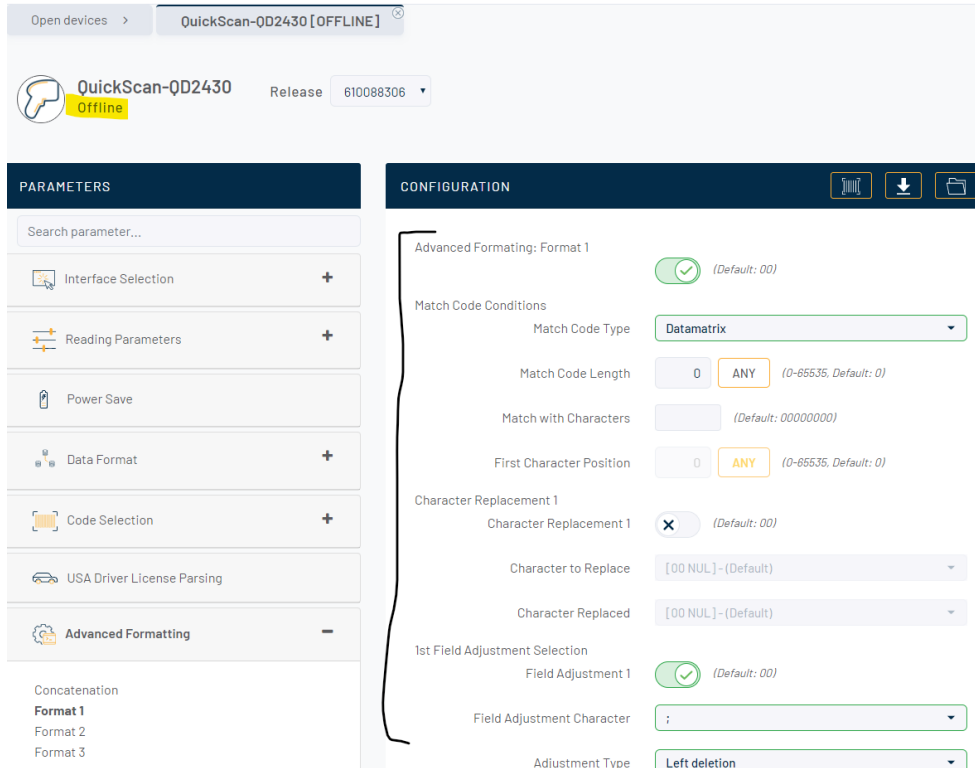 Open devices >
QuickScan-QD2430 [OFFLINE]
QuickScan-QD2430
Offline
Release
610088306
PARAMETERS
Search parameter...
Interface Selection
Reading Parameters
Power Save
Data Format
Code Selection
USA Driver License Parsing
Advanced Formatting
Concatenation
Format 1
Format 2
Format 3
CONFIGURATION
Advanced Formating: Format 1
(Default: 00)
Match Code Conditions
Match Code Type Datamatrix
Match Code Length 0 ANY (0-65535, Default: 0)
Match with Characters (Default: 00000000)
First Character Position 0 ANY (0-65535, Default: 0)
Character Replacement 1
Character Replacement 1 (Default: 00)
Character to Replace [00 NUL] - (Default)
Character Replaced [00 NUL] - (Default)
1st Field Adjustment Selection
Field Adjustment 1 (Default: 00)
Field Adjustment Character ;
Adjustment Type Left deletion